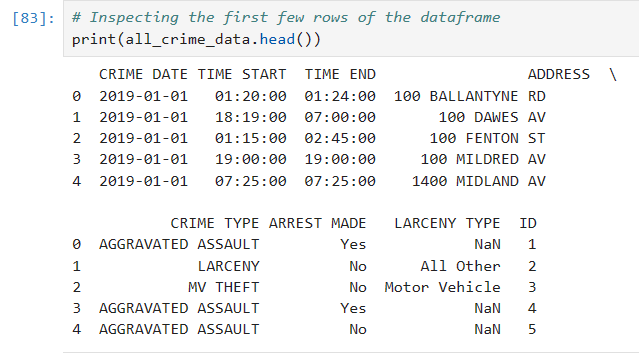 [83]: # Inspecting the first few rows of the dataframe
print(all_crime_data.head())
CRIME DATE TIME START  TIME END                 ADDRESS  \
0  2019-01-01   01:20:00  01:24:00  100 BALLANTYNE RD
1  2019-01-01   18:19:00  07:00:00       100 DAWES AV
2  2019-01-01   01:15:00  02:45:00      100 FENTON ST
3  2019-01-01   19:00:00  19:00:00     100 MILDRED AV
4  2019-01-01   07:25:00  07:25:00    1400 MIDLAND AV
CRIME TYPE ARREST MADE   LARCENY TYPE  ID
0  AGGRAVATED ASSAULT         Yes            NaN   1
1             LARCENY          No      All Other   2
2            MV THEFT          No  Motor Vehicle   3
3  AGGRAVATED ASSAULT         Yes            NaN   4
4  AGGRAVATED ASSAULT          No            NaN   5